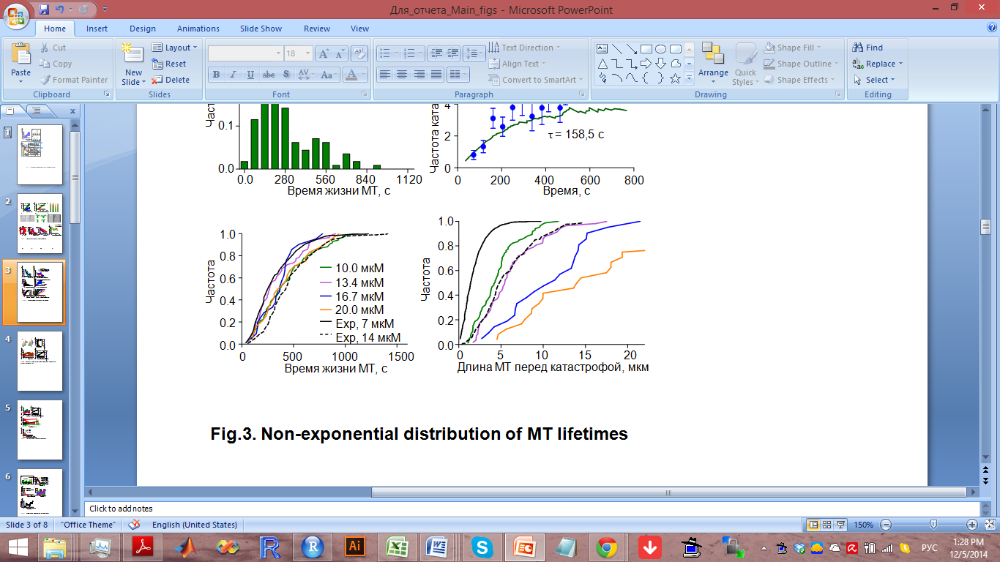 Для_отчета_Main_figs - Microsoft PowerPoint
Home Insert Design Animations Slide Show Review View
Paste
Cut
Copy
Format Painter
Clipboard
New Slide
Layout
Reset
Delete
Slides
18
B I U abc S AV Aa A
Font
Paragraph
Text Direction
Align Text
Convert to SmartArt
Arrange
Quick Styles
Shape Fill
Shape Outline
Shape Effects
Drawing
Find
Replace
Select
Editing
1
2
3
4
5
6
0.1
0.0
0.0 280 560 840 1120
Время жизни МТ, с
4
2
0
τ = 158,5 с
0 200 400 600 800
Время, с
Частота
1.0
0.8
0.6
0.4
0.2
0.0
10.0 мкМ
13.4 мкМ
16.7 мкМ
20.0 мкМ
Exp, 7 мкМ
Exp, 14 мкМ
0 500 1000 1500
Время жизни МТ, с
Частота
1.0
0.8
0.6
0.4
0.2
0.0
0 5 10 15 20
Длина МТ перед катастрофой, мкм
Fig.3. Non-exponential distribution of MT lifetimes
Click to add notes
Slide 3 of 8 "Office Theme" English (United States) 150%
РУС
1:28 PM
12/5/2014